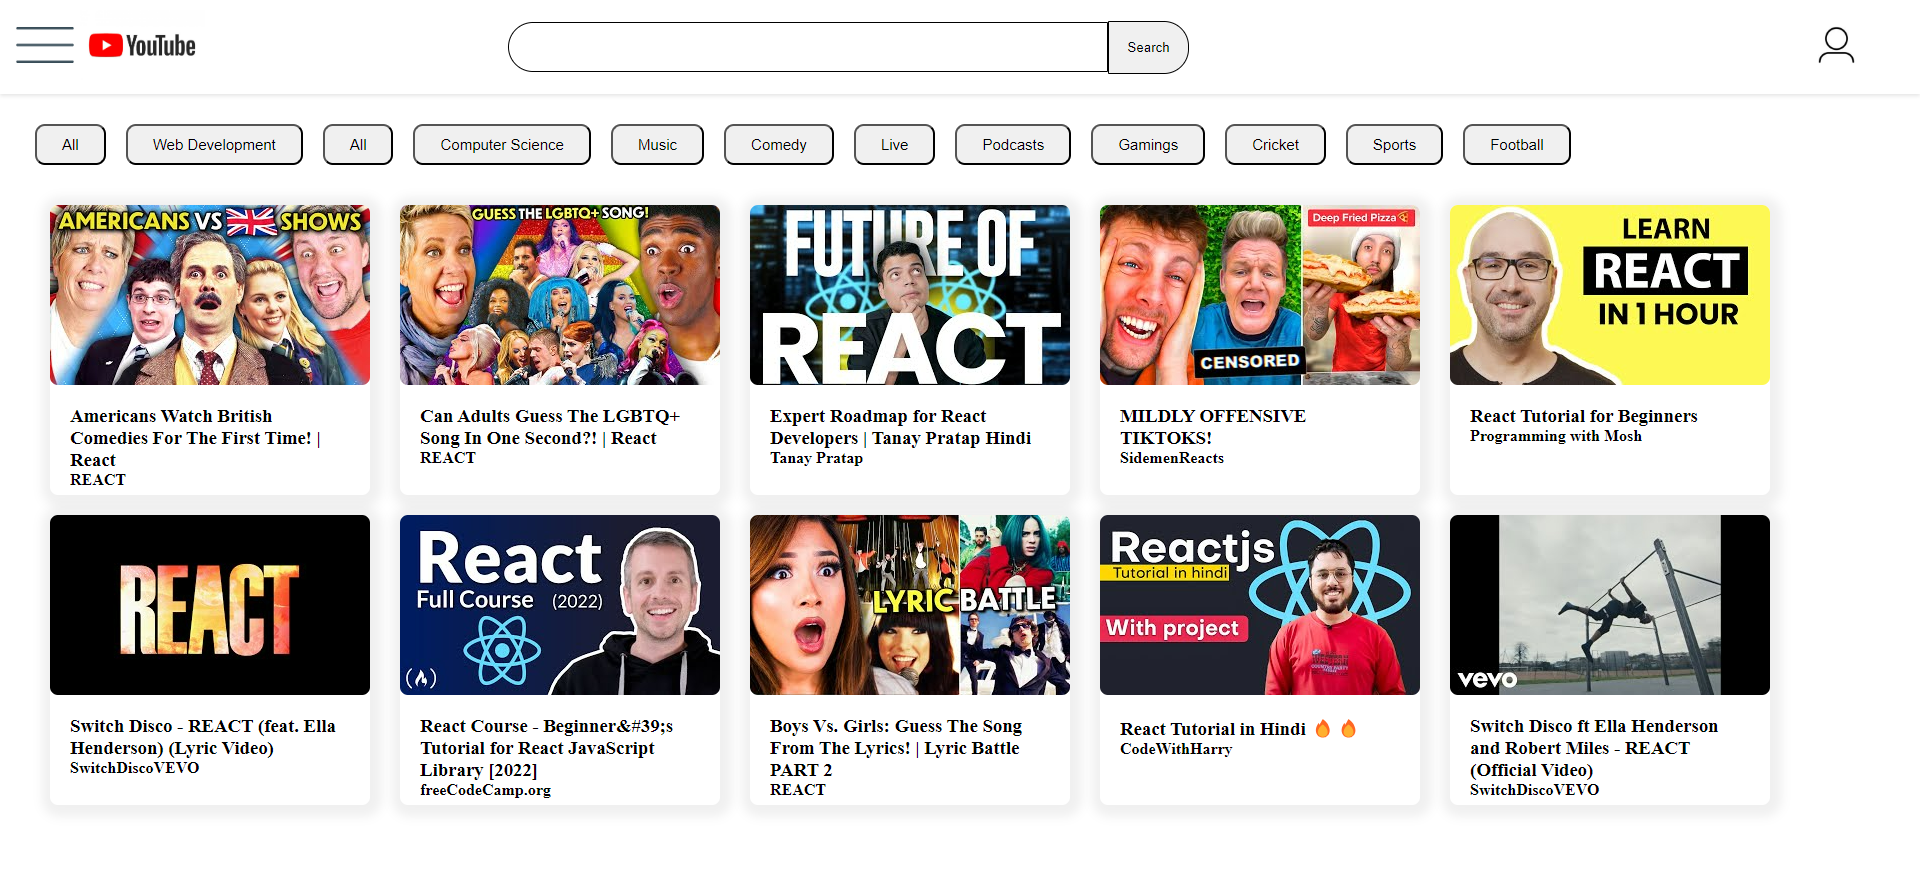 YouTube
Search
All
Web Development
All
Computer Science
Music
Comedy
Live
Podcasts
Gamings
Cricket
Sports
Football
AMERICANS VS SHOWS
GUESS THE LGBTQ+ SONG!
FUTURE OF
REACT
Deep Fried Pizza🍕
CENSORED
LEARN
REACT
IN 1 HOUR
Americans Watch British
Comedies For The First Time! |
React
REACT
Can Adults Guess The LGBTQ+
Song In One Second?! | React
REACT
Expert Roadmap for React
Developers | Tanay Pratap Hindi
Tanay Pratap
MILDLY OFFENSIVE
TIKTOKS!
SidemenReacts
React Tutorial for Beginners
Programming with Mosh
REACT
React
Full Course (2022)
LYRIC BATTLE
Reactjs
Tutorial in hindi
With project
vevo
Switch Disco - REACT (feat. Ella
Henderson) (Lyric Video)
SwitchDiscoVEVO
React Course - Beginner&#39;s
Tutorial for React JavaScript
Library [2022]
freeCodeCamp.org
Boys Vs. Girls: Guess The Song
From The Lyrics! | Lyric Battle
PART 2
REACT
React Tutorial in Hindi 🔥 🔥
CodeWithHarry
Switch Disco ft Ella Henderson
and Robert Miles - REACT
(Official Video)
SwitchDiscoVEVO